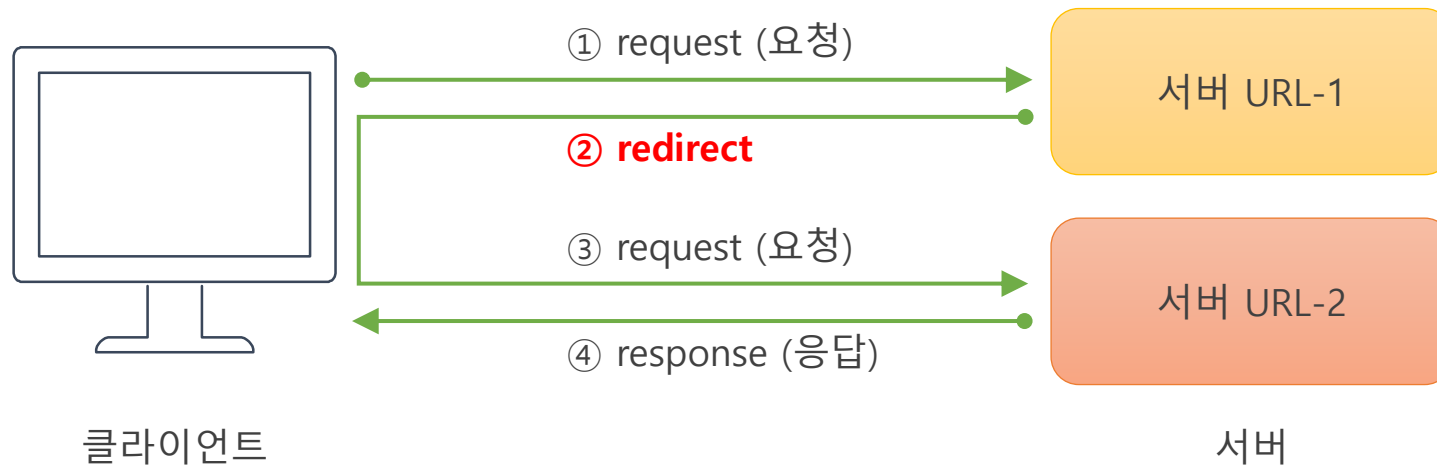 ① request (요청)
서버 URL-1
② redirect
③ request (요청)
서버 URL-2
④ response (응답)
클라이언트
서버